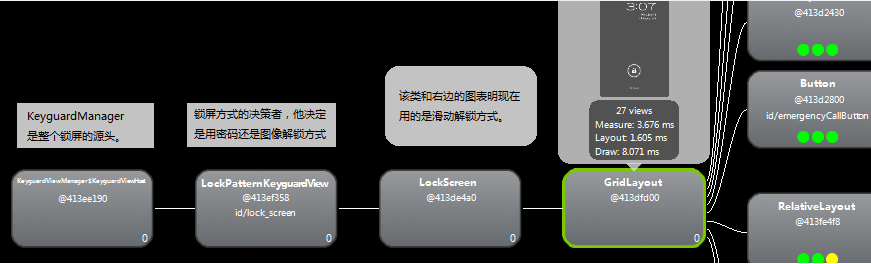 3:07
@413d2430
KeyguardManager
是整个锁屏的源头。
锁屏方式的决策者，他决定
是用密码还是图像解锁方式
该类和右边的图表明现在
用的是滑动解锁方式。
27 views
Measure: 3.676 ms
Layout: 1.605 ms
Draw: 8.071 ms
Button
@413d2800
id/emergencyCallButton
KeyguardViewManager$KeyguardViewHost
@413ee190
0
LockPatternKeyguardView
@413ef358
id/lock_screen
0
LockScreen
@413de4a0
0
GridLayout
@413dfd00
0
RelativeLayout
@413fe4f8